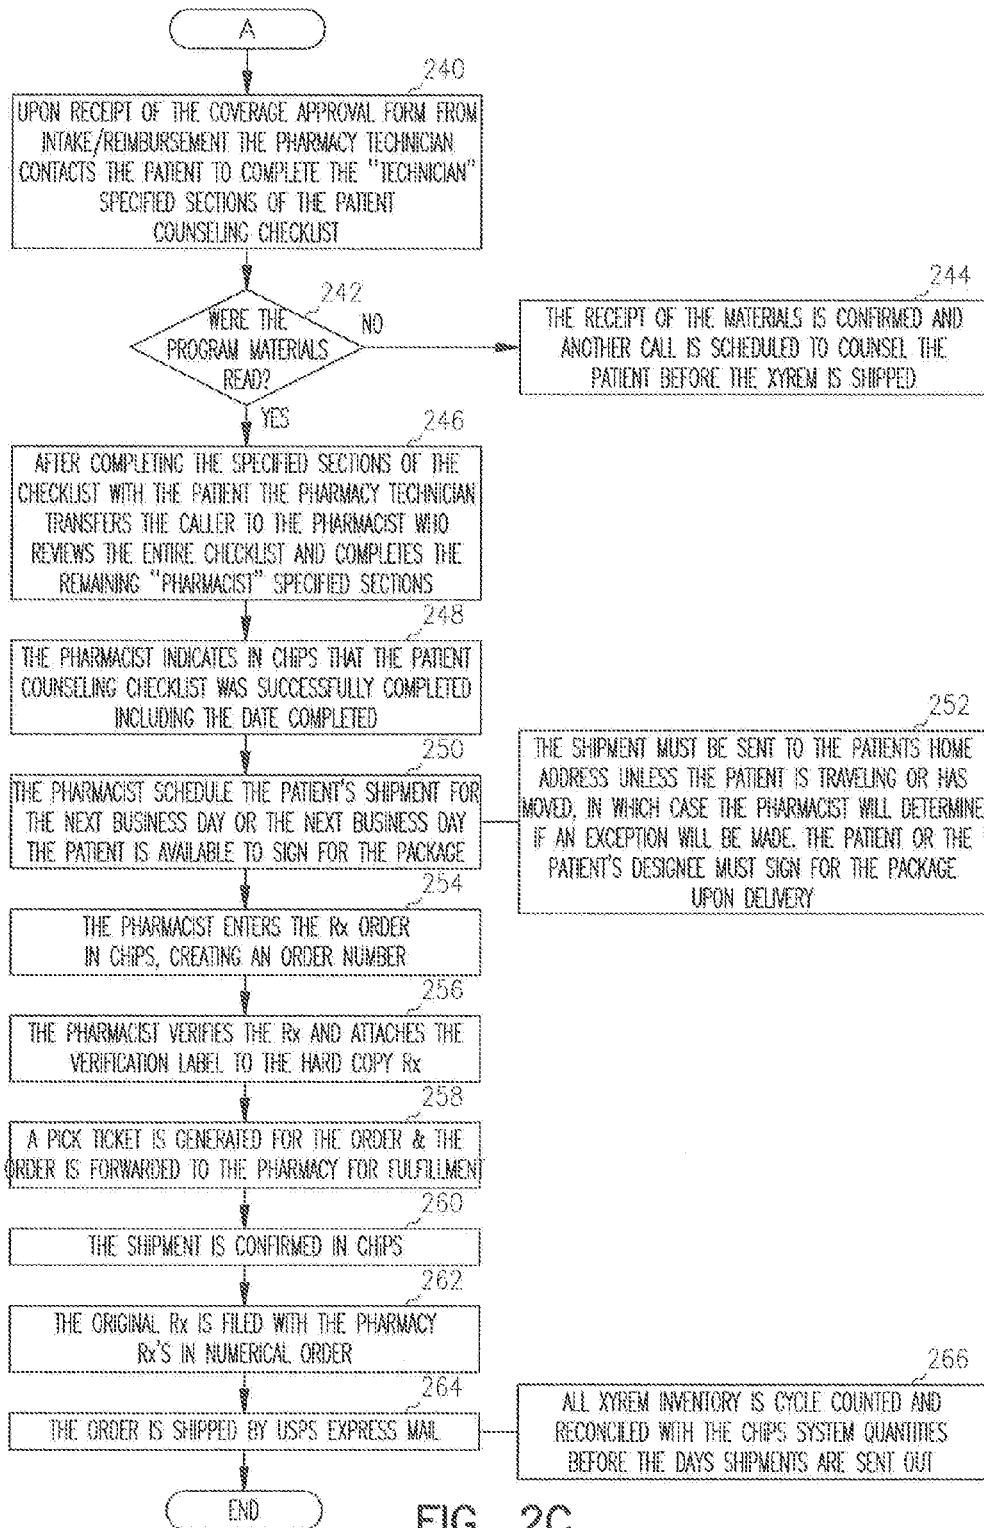 A
240
UPON RECEIPT OF THE COVERAGE APPROVAL FORM FROM
INTAKE/REIMBURSEMENT THE PHARMACY TECHNICIAN
CONTACTS THE PATIENT TO COMPLETE THE "TECHNICIAN"
SPECIFIED SECTIONS OF THE PATIENT
COUNSELING CHECKLIST
242
WERE THE
PROGRAM MATERIALS
READ?
NO
244
THE RECEIPT OF THE MATERIALS IS CONFIRMED AND
ANOTHER CALL IS SCHEDULED TO COUNSEL THE
PATIENT BEFORE THE XYREM IS SHIPPED
YES
246
AFTER COMPLETING THE SPECIFIED SECTIONS OF THE
CHECKLIST WITH THE PATIENT THE PHARMACY TECHNICIAN
TRANSFERS THE CALLER TO THE PHARMACIST WHO
REVIEWS THE ENTIRE CHECKLIST AND COMPLETES THE
REMAINING "PHARMACIST" SPECIFIED SECTIONS
248
THE PHARMACIST INDICATES IN CHIPS THAT THE PATIENT
COUNSELING CHECKLIST WAS SUCCESSFULLY COMPLETED
INCLUDING THE DATE COMPLETED
250
THE PHARMACIST SCHEDULE THE PATIENT'S SHIPMENT FOR
THE NEXT BUSINESS DAY OR THE NEXT BUSINESS DAY
THE PATIENT IS AVAILABLE TO SIGN FOR THE PACKAGE
252
THE SHIPMENT MUST BE SENT TO THE PATIENTS HOME
ADDRESS UNLESS THE PATIENT IS TRAVELING OR HAS
MOVED, IN WHICH CASE THE PHARMACIST WILL DETERMINE
IF AN EXCEPTION WILL BE MADE. THE PATIENT OR THE
PATIENT'S DESIGNEE MUST SIGN FOR THE PACKAGE
UPON DELIVERY
254
THE PHARMACIST ENTERS THE Rx ORDER
IN CHIPS, CREATING AN ORDER NUMBER
256
THE PHARMACIST VERIFIES THE Rx AND ATTACHES THE
VERIFICATION LABEL TO THE HARD COPY Rx
258
A PICK TICKET IS GENERATED FOR THE ORDER & THE
ORDER IS FORWARDED TO THE PHARMACY FOR FULFILLMENT
260
THE SHIPMENT IS CONFIRMED IN CHIPS
262
THE ORIGINAL Rx IS FILED WITH THE PHARMACY
Rx'S IN NUMERICAL ORDER
264
THE ORDER IS SHIPPED BY USPS EXPRESS MAIL
266
ALL XYREM INVENTORY IS CYCLE COUNTED AND
RECONCILED WITH THE CHIPS SYSTEM QUANTITIES
BEFORE THE DAYS SHIPMENTS ARE SENT OUT
END
FIG. 2C